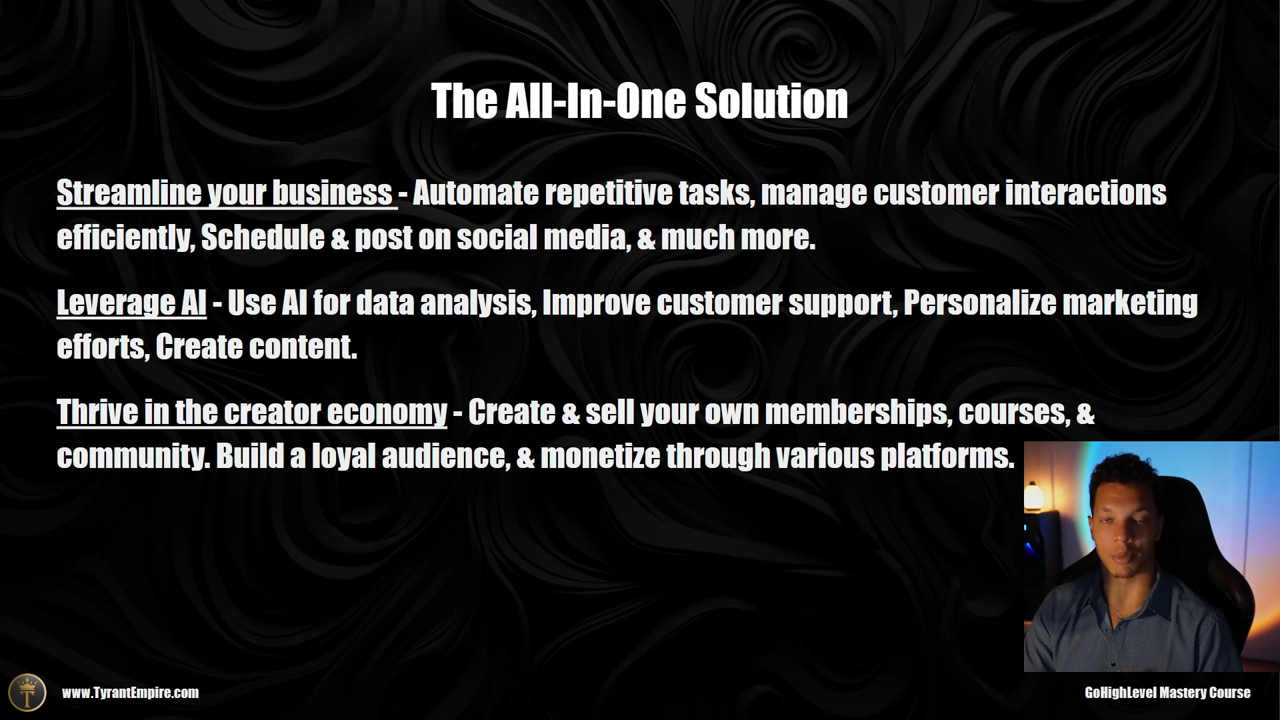 The All-In-One Solution
Streamline your business - Automate repetitive tasks, manage customer interactions
efficiently, Schedule & post on social media, & much more.
Leverage AI - Use AI for data analysis, Improve customer support, Personalize marketing
efforts, Create content.
Thrive in the creator economy - Create & sell your own memberships, courses, &
community. Build a loyal audience, & monetize through various platforms.
T
www.TyrantEmpire.com
GoHighLevel Mastery Course